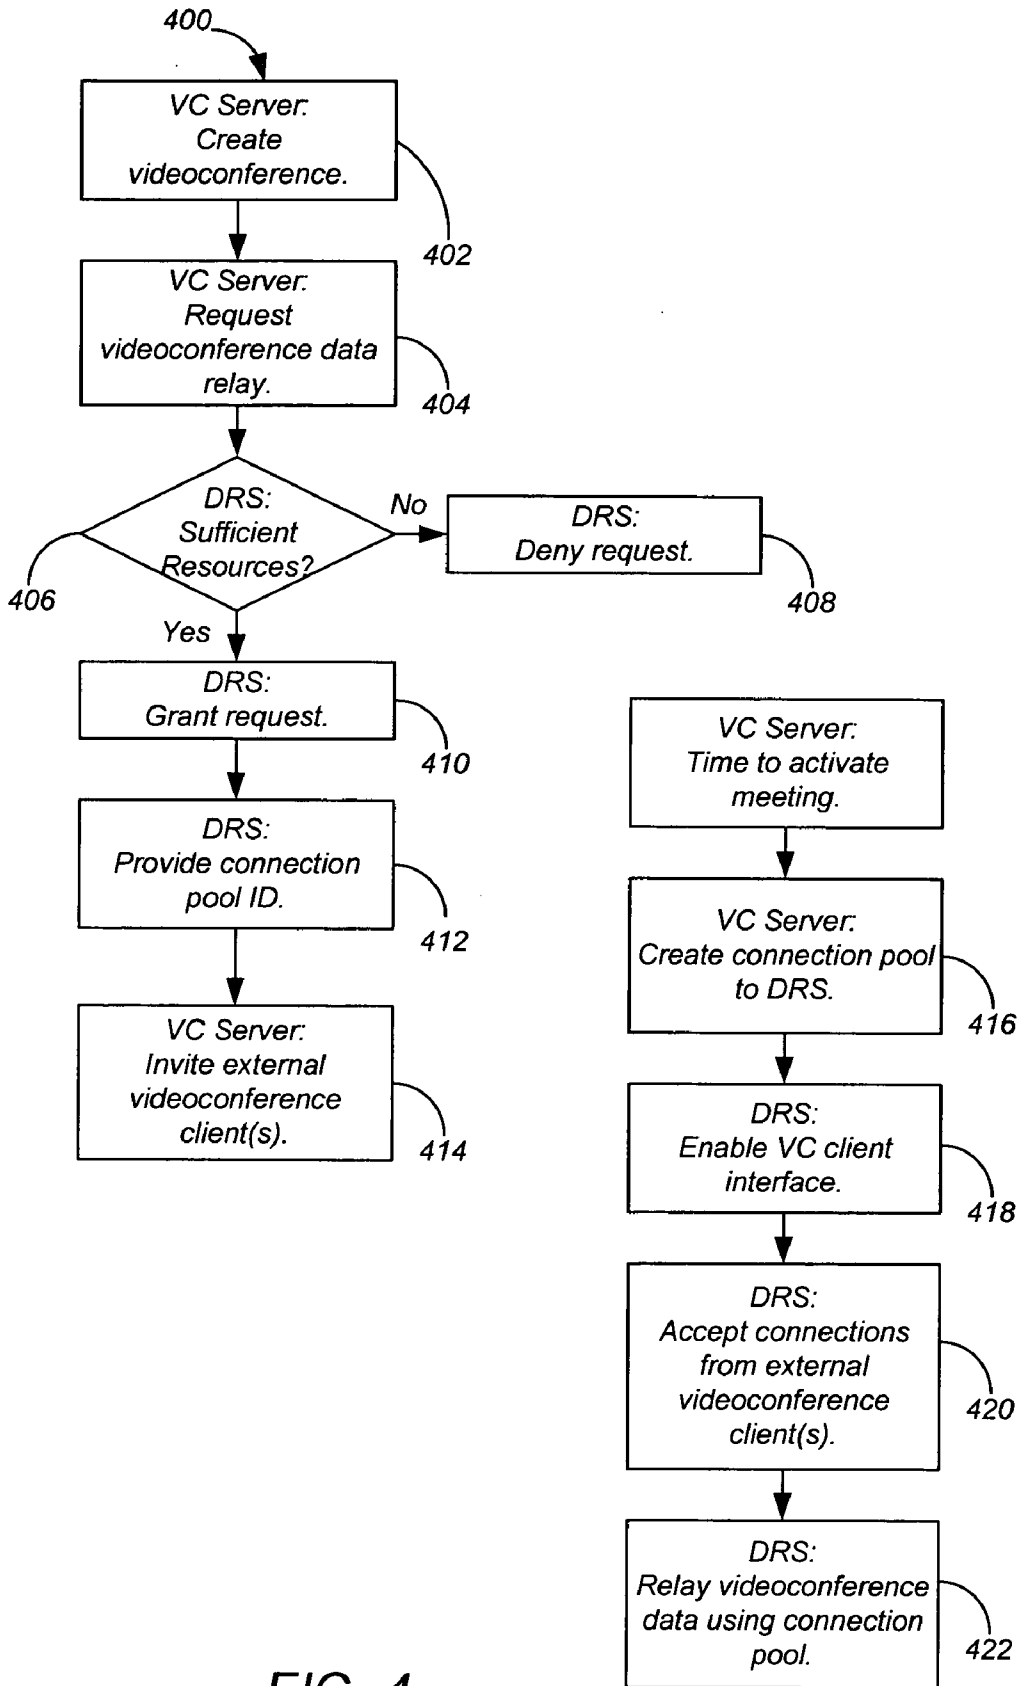 400
VC Server:
Create
videoconference.
402
VC Server:
Request
videoconference data
relay.
404
DRS:
Sufficient
Resources?
406
No
DRS:
Deny request.
408
Yes
DRS:
Grant request.
410
DRS:
Provide connection
pool ID.
412
VC Server:
Invite external
videoconference
client(s).
414
VC Server:
Time to activate
meeting.
VC Server:
Create connection pool
to DRS.
416
DRS:
Enable VC client
interface.
418
DRS:
Accept connections
from external
videoconference
client(s).
420
DRS:
Relay videoconference
data using connection
pool.
422
FIG. 4